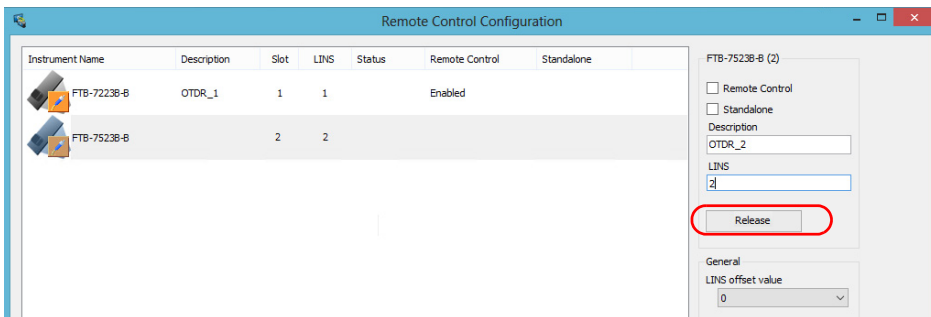 Remote Control Configuration
Instrument Name Description Slot LINS Status Remote Control Standalone
FTB-7223B-B OTDR_1 1 1 Enabled
FTB-7523B-B 2 2
FTB-7523B-B (2)
Remote Control
Standalone
Description
OTDR_2
LINS
2
Release
General
LINS offset value
0